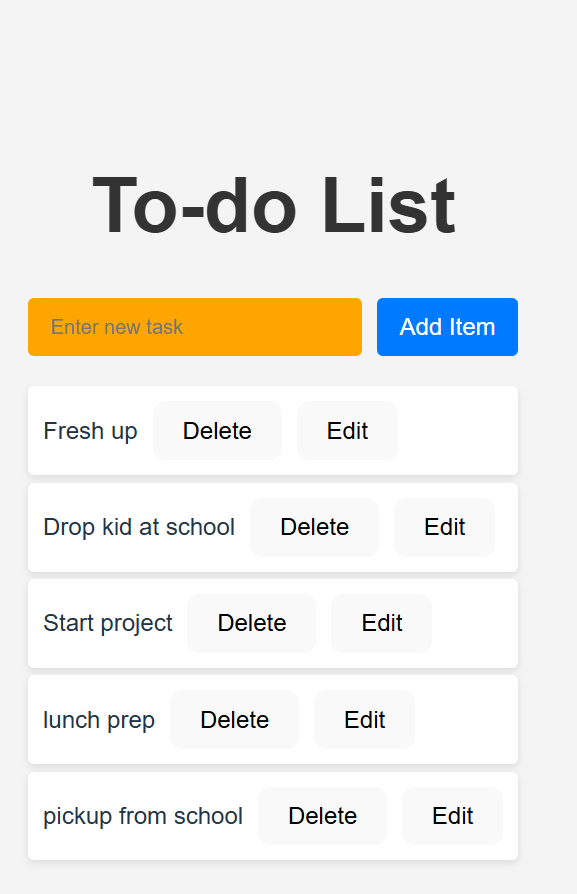 To-do List
Enter new task Add Item
Fresh up Delete Edit
Drop kid at school Delete Edit
Start project Delete Edit
lunch prep Delete Edit
pickup from school Delete Edit